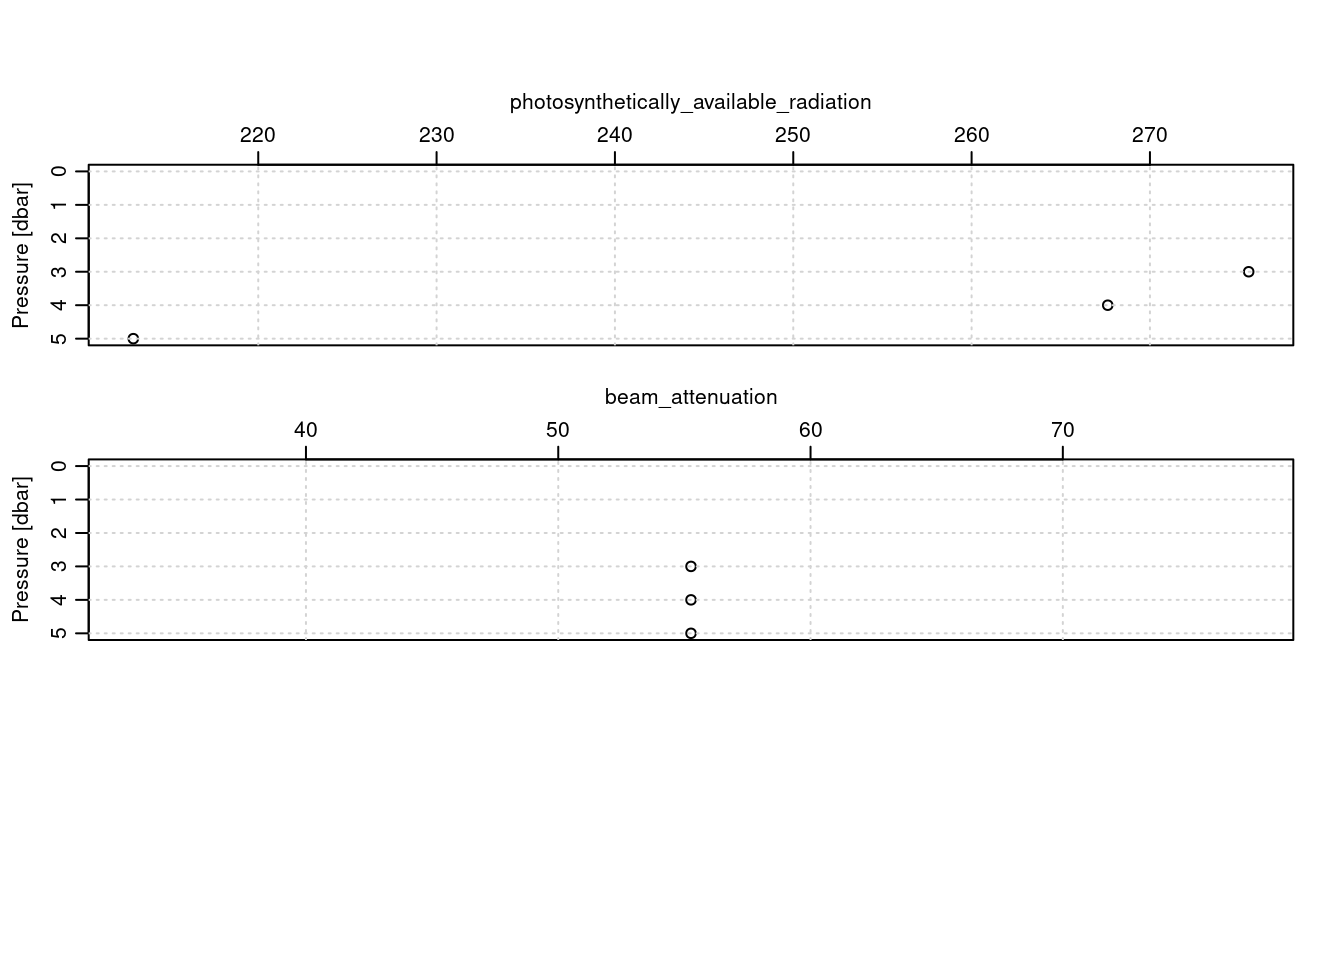 photosynthetically_available_radiation
220 230 240 250 260 270
Pressure [dbar]
0
1
2
3
4
5
beam_attenuation
40 50 60 70
Pressure [dbar]
0
1
2
3
4
5